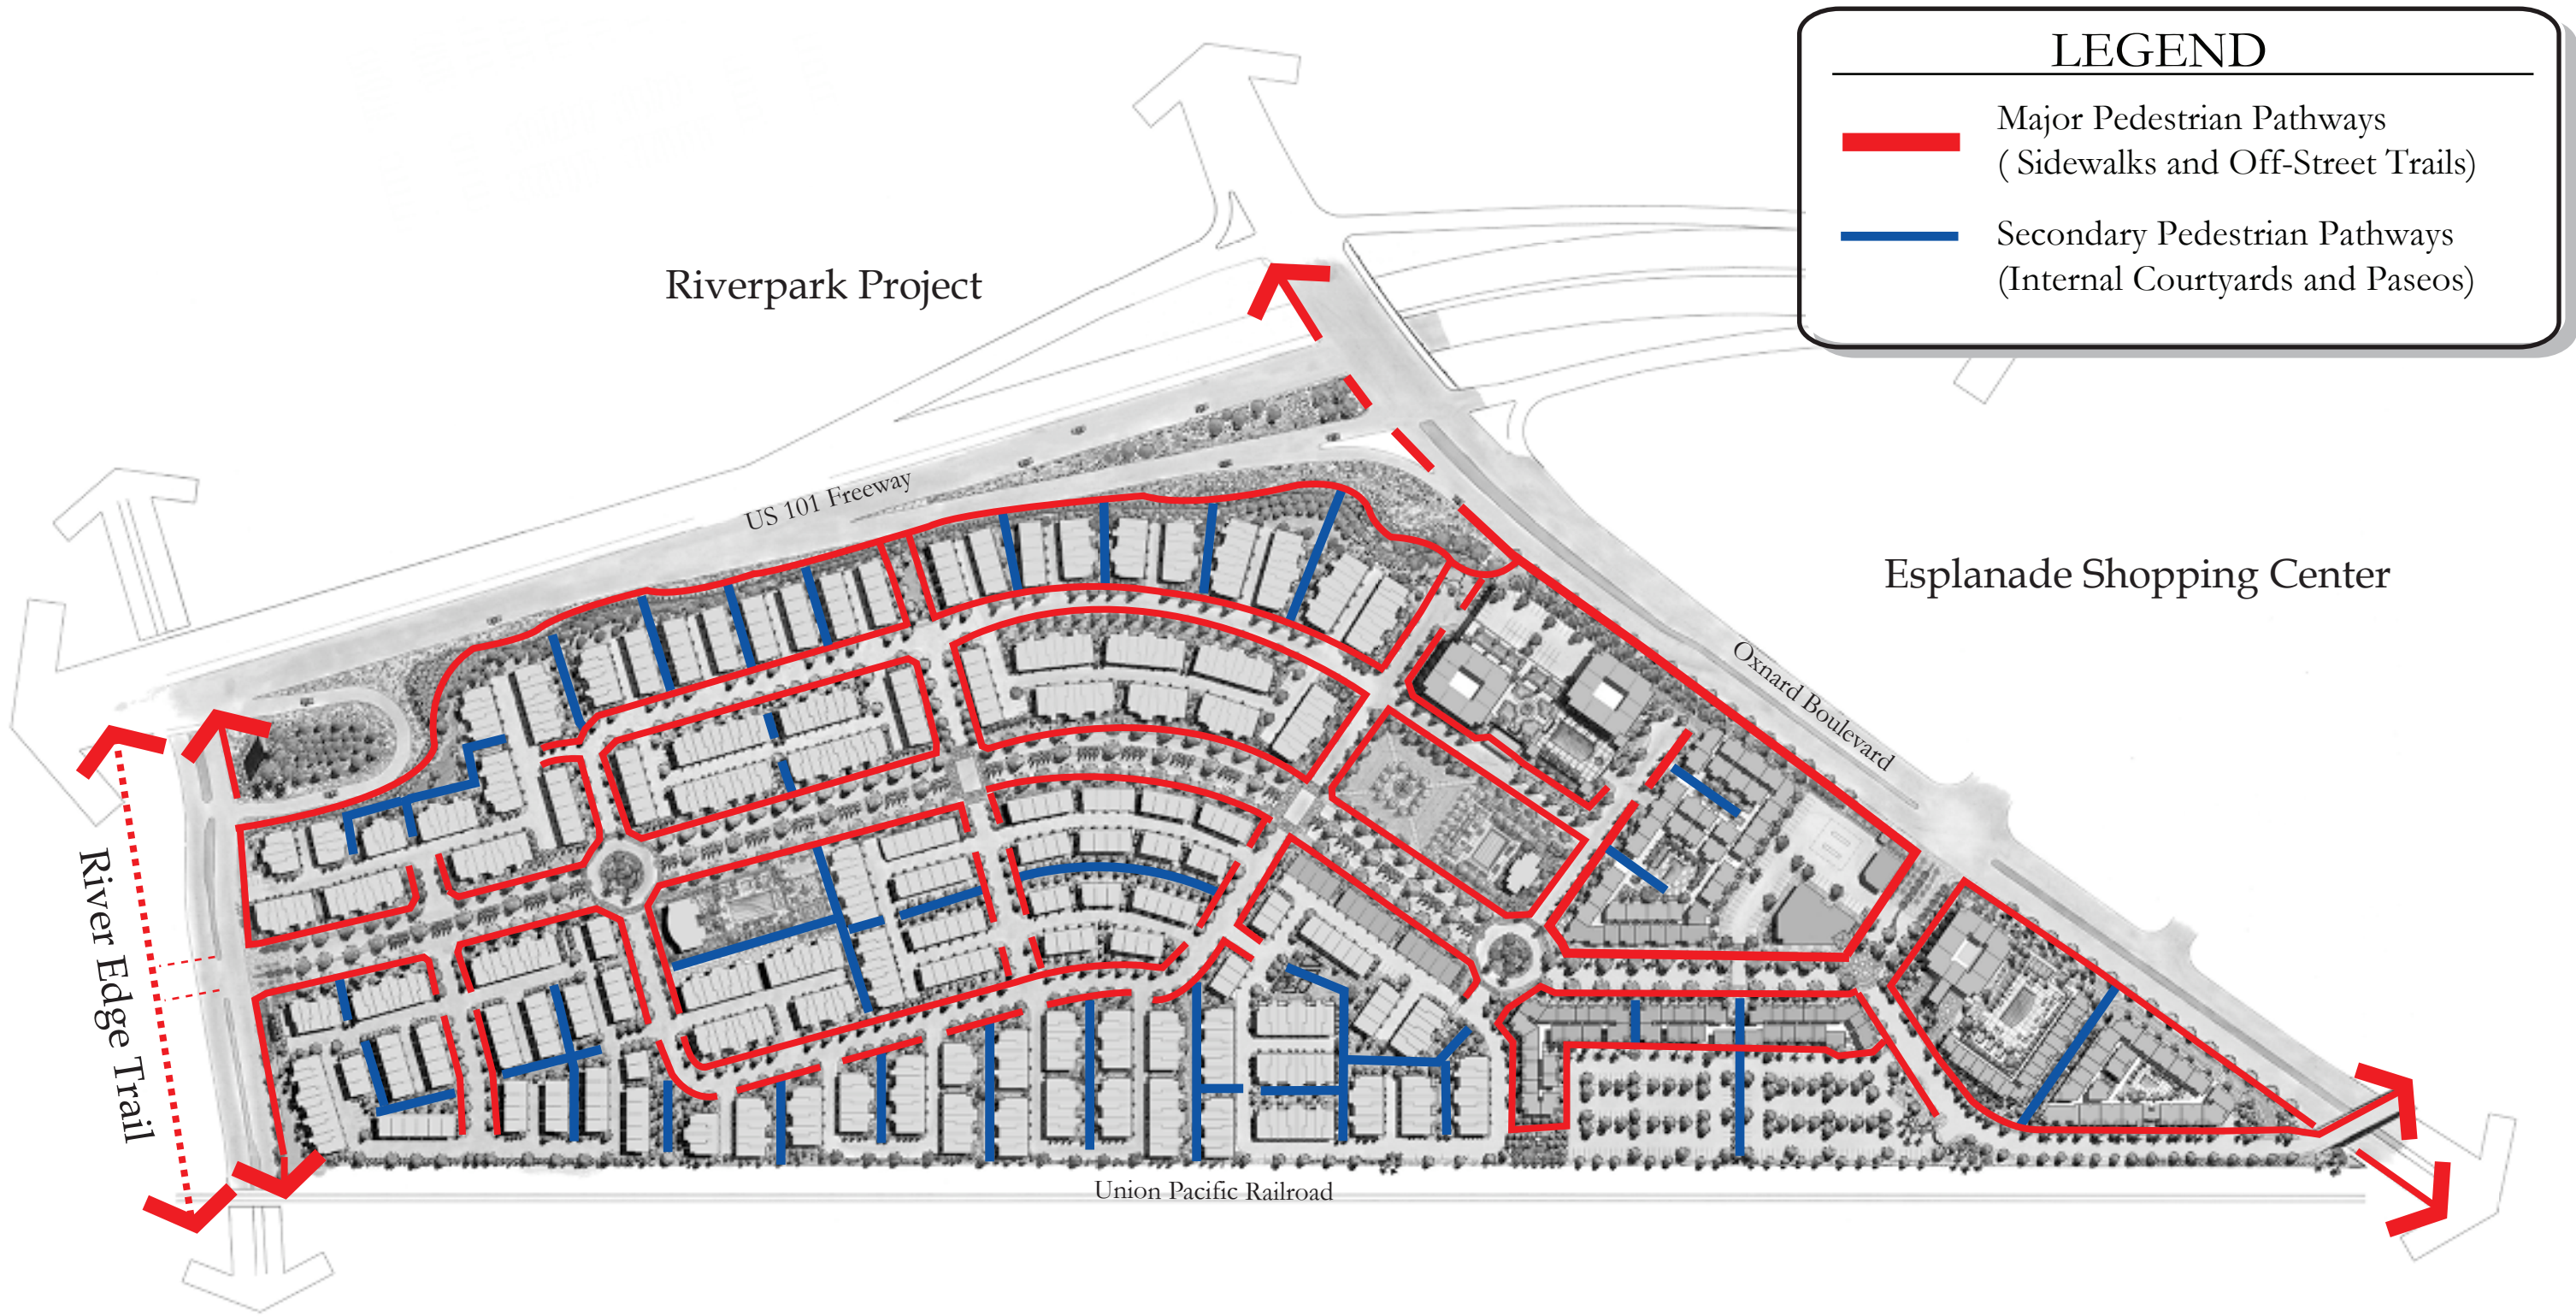 LEGEND
Major Pedestrian Pathways
( Sidewalks and Off-Street Trails)
Secondary Pedestrian Pathways
(Internal Courtyards and Paseos)
Riverpark Project
US 101 Freeway
Esplanade Shopping Center
Oxnard Boulevard
River Edge Trail
Union Pacific Railroad